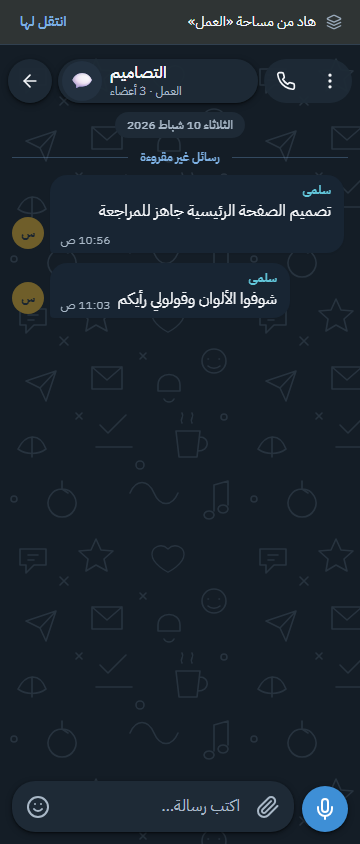 هاد من مساحة «العمل»
انتقل لها
التصاميم
العمل · 3 أعضاء
الثلاثاء 10 شباط 2026
رسائل غير مقروءة
سلمى
تصميم الصفحة الرئيسية جاهز للمراجعة
10:56 ص
س
سلمى
شوفوا الألوان وقولولي رأيكم
11:03 ص
س
اكتب رسالة...